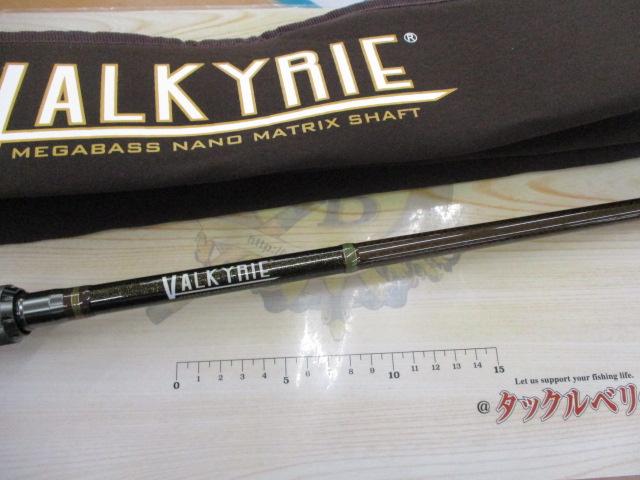 VALKYRIE®
MEGABASS NANO MATRIX SHAFT
http://
VALKYRIE
0 1 2 3 4 5 6 7 8 9 10 11 12 13 14 15
Let us support your fishing life.
@タックルベリ